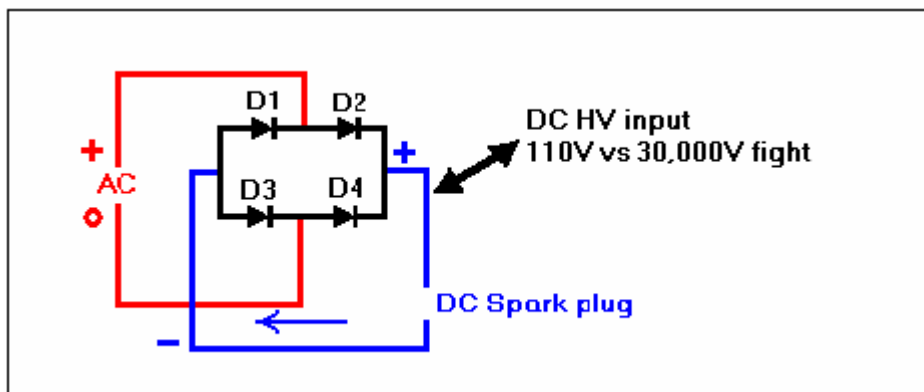 D1 D2
DC HV input
110V vs 30,000V fight
+ +
AC
D3 D4
o
DC Spark plug
−